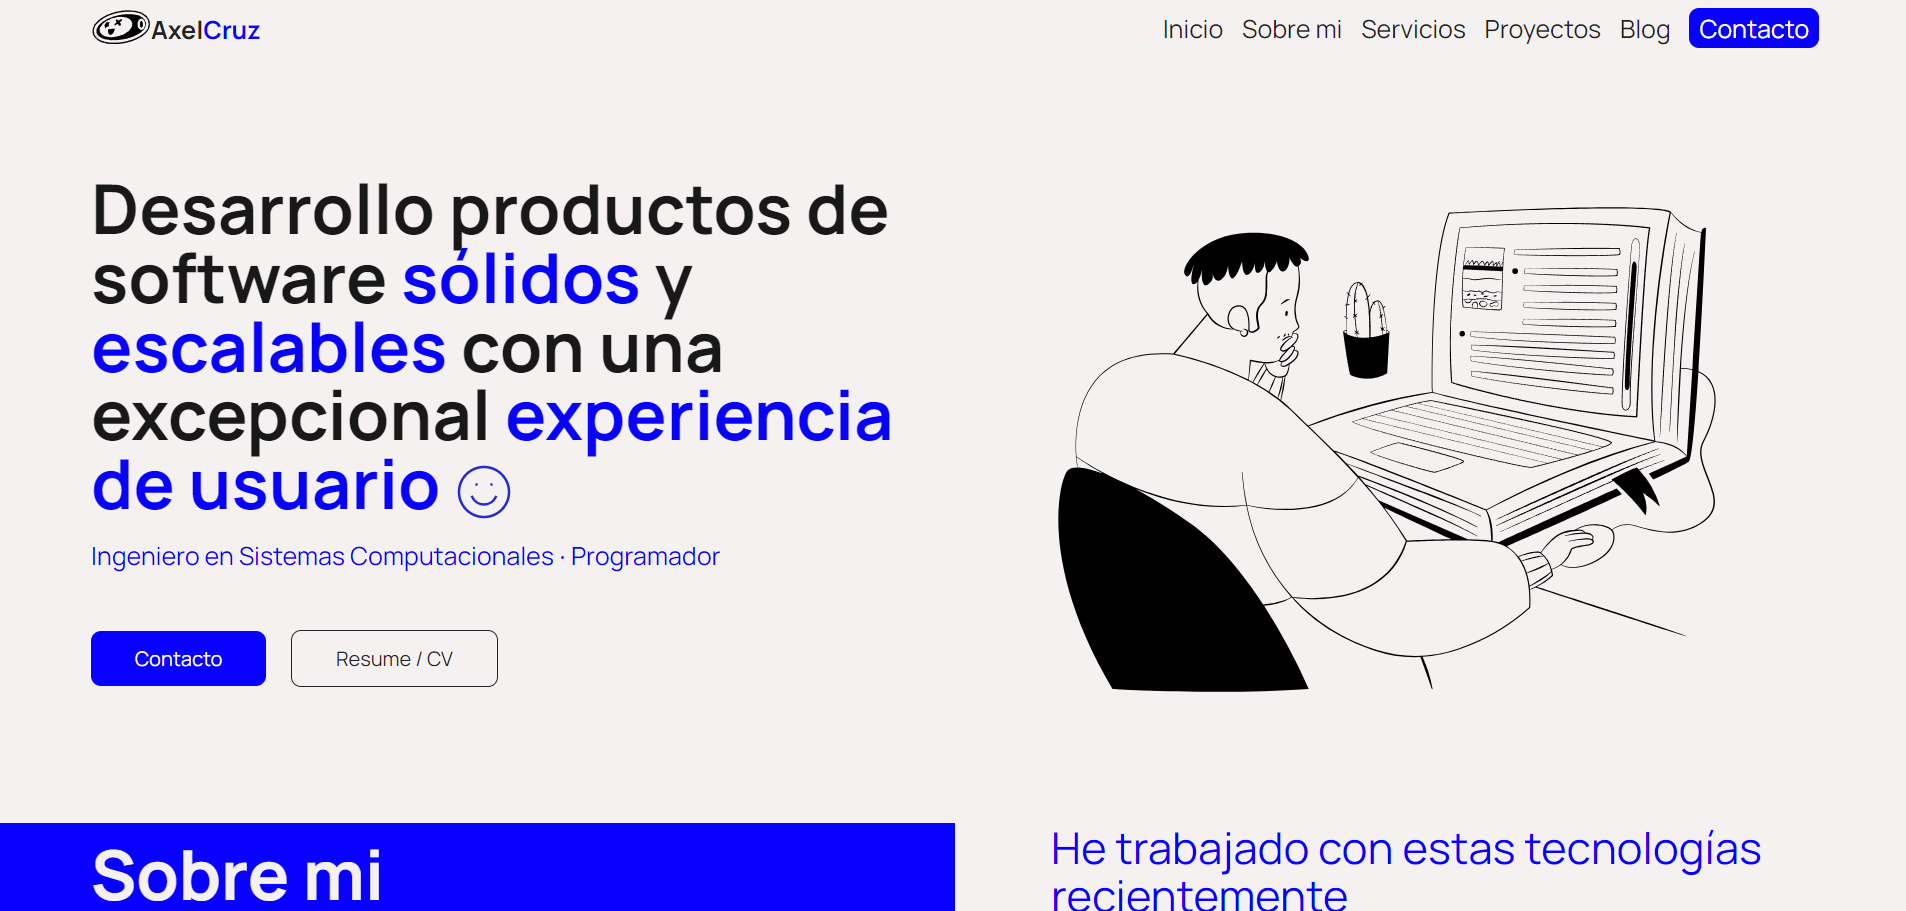 AxelCruz
Inicio Sobre mi Servicios Proyectos Blog Contacto
Desarrollo productos de
software sólidos y
escalables con una
excepcional experiencia
de usuario
Ingeniero en Sistemas Computacionales · Programador
Contacto Resume / CV
Sobre mi
He trabajado con estas tecnologías
recientemente